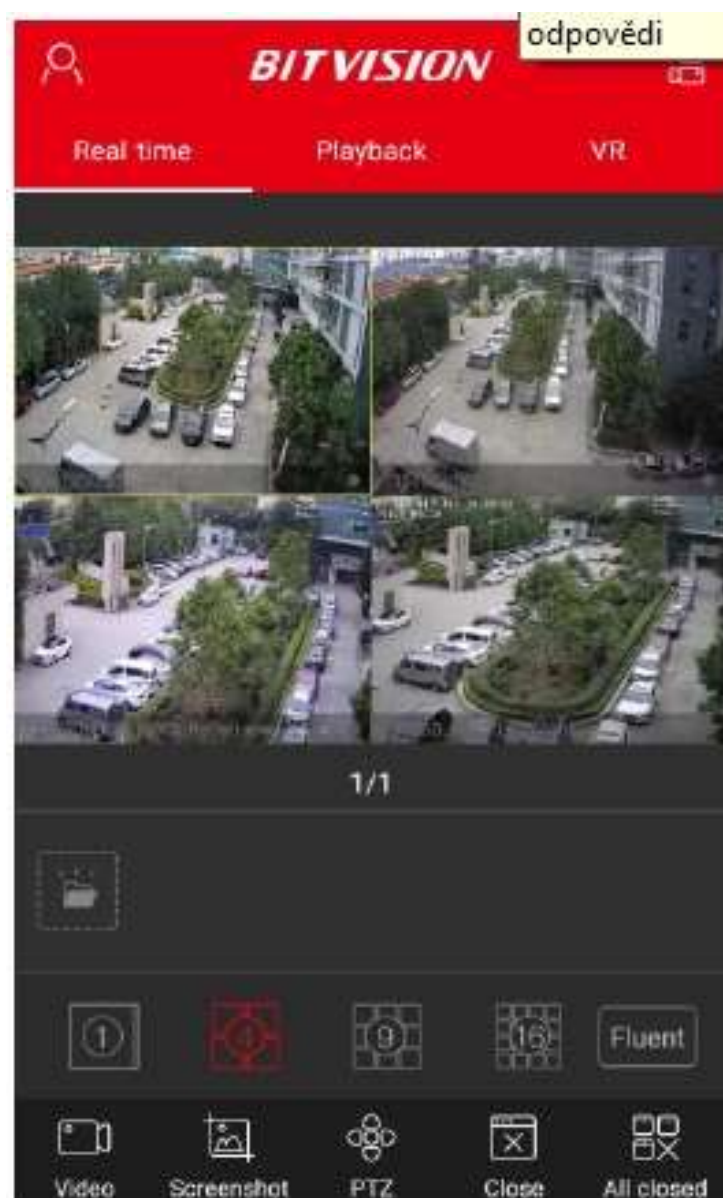 odpovědi
BITVISION
Real time
Playback
VR
1/1
1
4
9
16
Fluent
Video
Screenshot
PTZ
Close
All closed